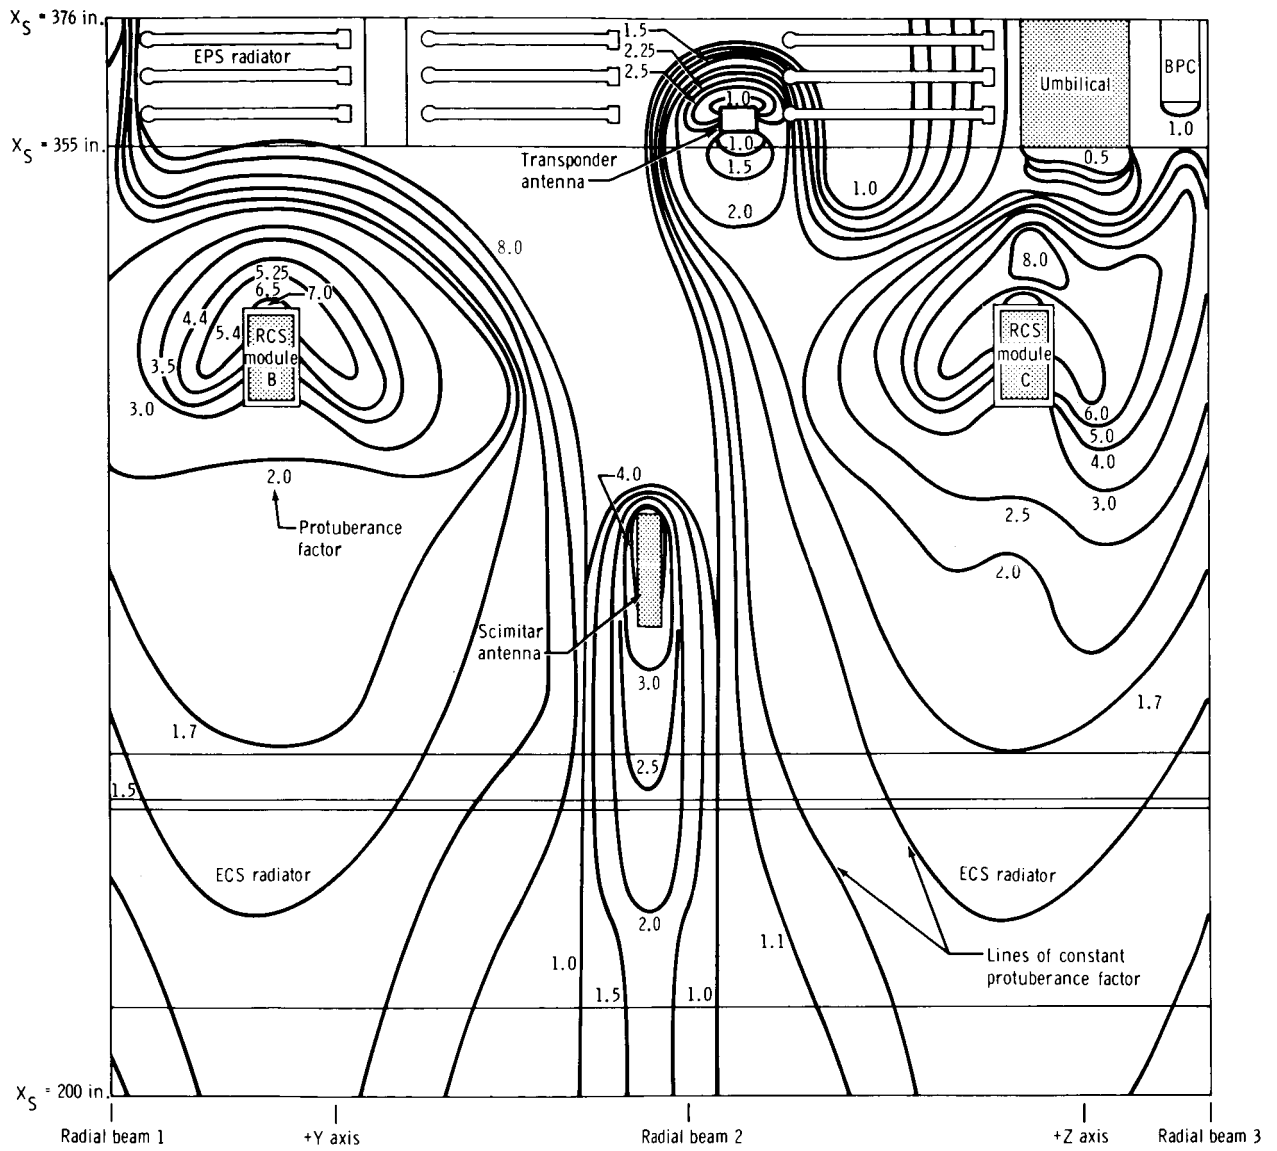 X_S = 376 in.
1.5
2.25
2.5
EPS radiator
1.0
Umbilical
BPC
1.0
X_S = 355 in.
Transponder
antenna
1.0
1.5
0.5
1.0
2.0
8.0
8.0
5.25
6.5
7.0
4.4
5.4
3.5
RCS
module
B
RCS
module
C
3.0
6.0
5.0
4.0
3.0
2.0
4.0
2.5
Protuberance
factor
2.0
Scimitar
antenna
3.0
1.7
1.7
2.5
1.5
ECS radiator
ECS radiator
2.0
1.1
1.0
1.5
1.0
Lines of constant
protuberance factor
X_S = 200 in.
Radial beam 1
+Y axis
Radial beam 2
+Z axis
Radial beam 3